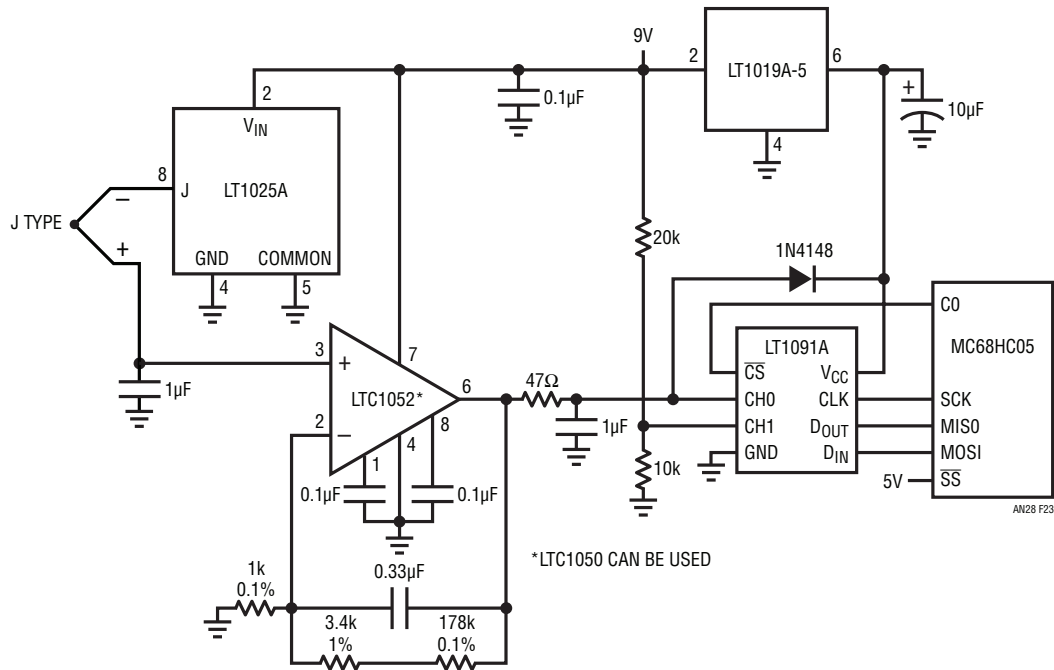 9V
2
LT1019A-5
6
+
10µF
4
0.1µF
2
VIN
8
J
LT1025A
J TYPE
−
+
GND
COMMON
4
5
20k
1N4148
C0
MC68HC05
LT1091A
CS
VCC
CH0
CLK
SCK
CH1
DOUT
MIS0
GND
DIN
MOSI
5V
SS
AN28 F23
3
+
7
LTC1052*
6
47Ω
1µF
2
−
1
4
8
1µF
10k
0.1µF
0.1µF
*LTC1050 CAN BE USED
1k
0.1%
0.33µF
3.4k
1%
178k
0.1%